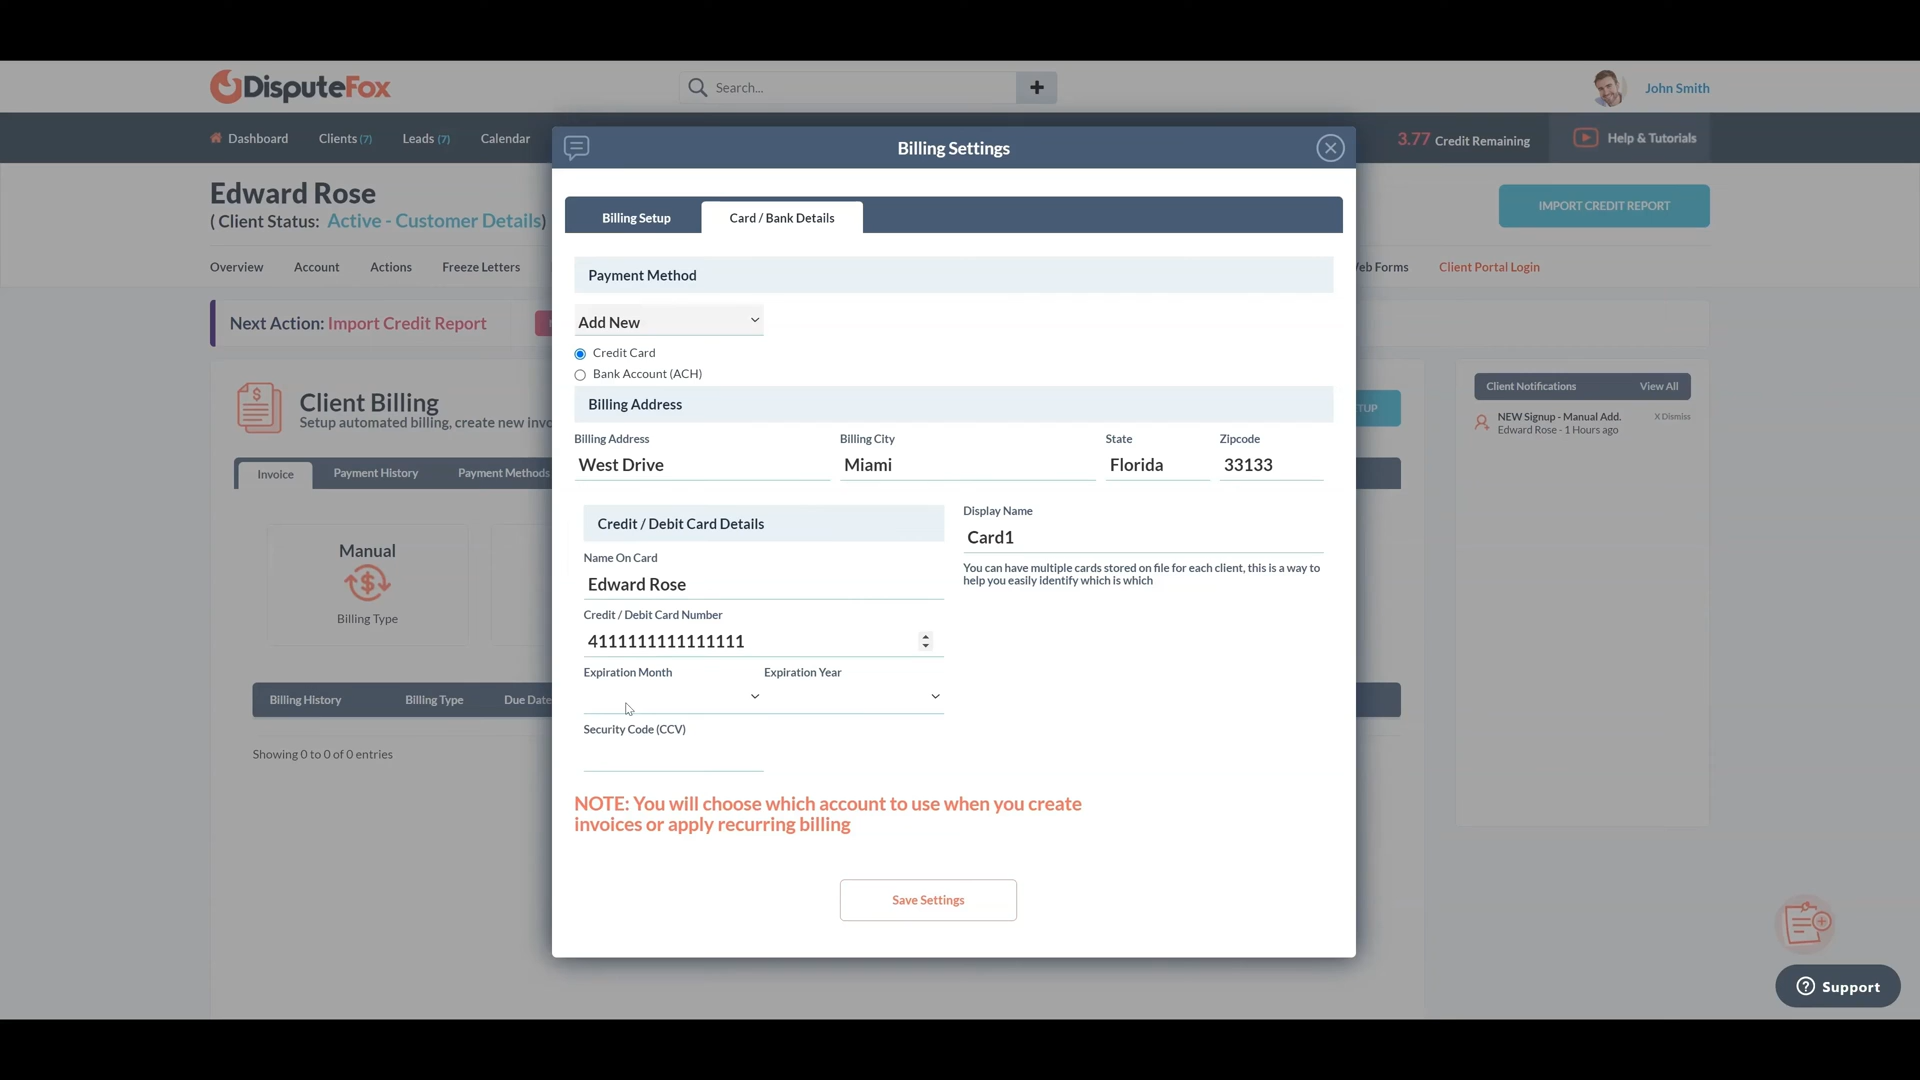 DisputeFox
Search...
John Smith
Dashboard
Clients (7)
Leads (7)
Calendar
3.77 Credit Remaining
Help & Tutorials
Edward Rose
( Client Status: Active - Customer Details)
IMPORT CREDIT REPORT
Overview
Account
Actions
Freeze Letters
eb Forms
Client Portal Login
Next Action: Import Credit Report
Client Billing
Setup automated billing, create new invo
TUP
Invoice
Payment History
Payment Methods
Manual
Billing Type
Billing History
Billing Type
Due Date
Showing 0 to 0 of 0 entries
Client Notifications
View All
NEW Signup - Manual Add.
X Dismiss
Edward Rose - 1 Hours ago
Billing Settings
Billing Setup
Card / Bank Details
Payment Method
Add New
Credit Card
Bank Account (ACH)
Billing Address
Billing Address
Billing City
State
Zipcode
West Drive
Miami
Florida
33133
Credit / Debit Card Details
Display Name
Card1
You can have multiple cards stored on file for each client, this is a way to
help you easily identify which is which
Name On Card
Edward Rose
Credit / Debit Card Number
4111111111111111
Expiration Month
Expiration Year
Security Code (CCV)
NOTE: You will choose which account to use when you create
invoices or apply recurring billing
Save Settings
Support